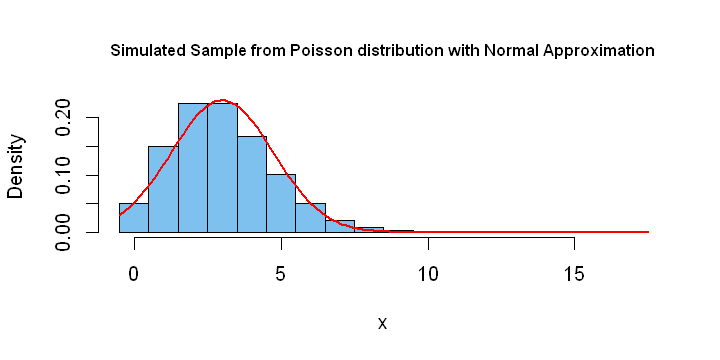 Simulated Sample from Poisson distribution with Normal Approximation
0.20
0.10
0.00
Density
0 5 10 15
x